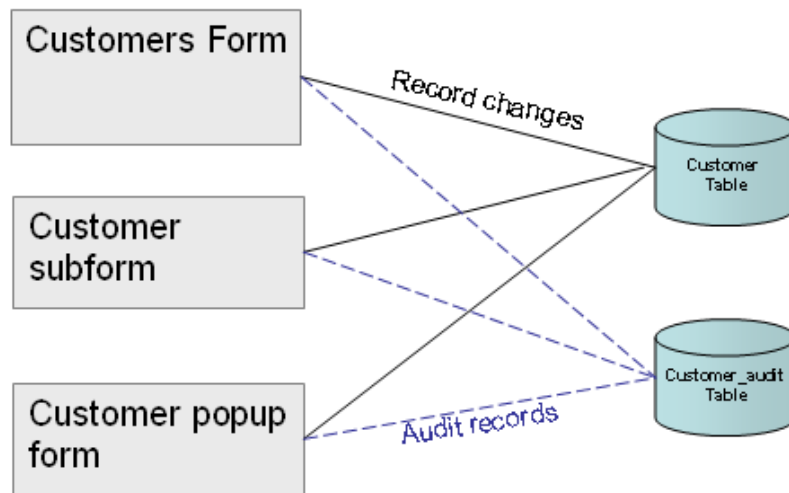 Customers Form
Record changes
Customer
Table
Customer
subform
Customer_audit
Table
Customer popup
form
Audit records